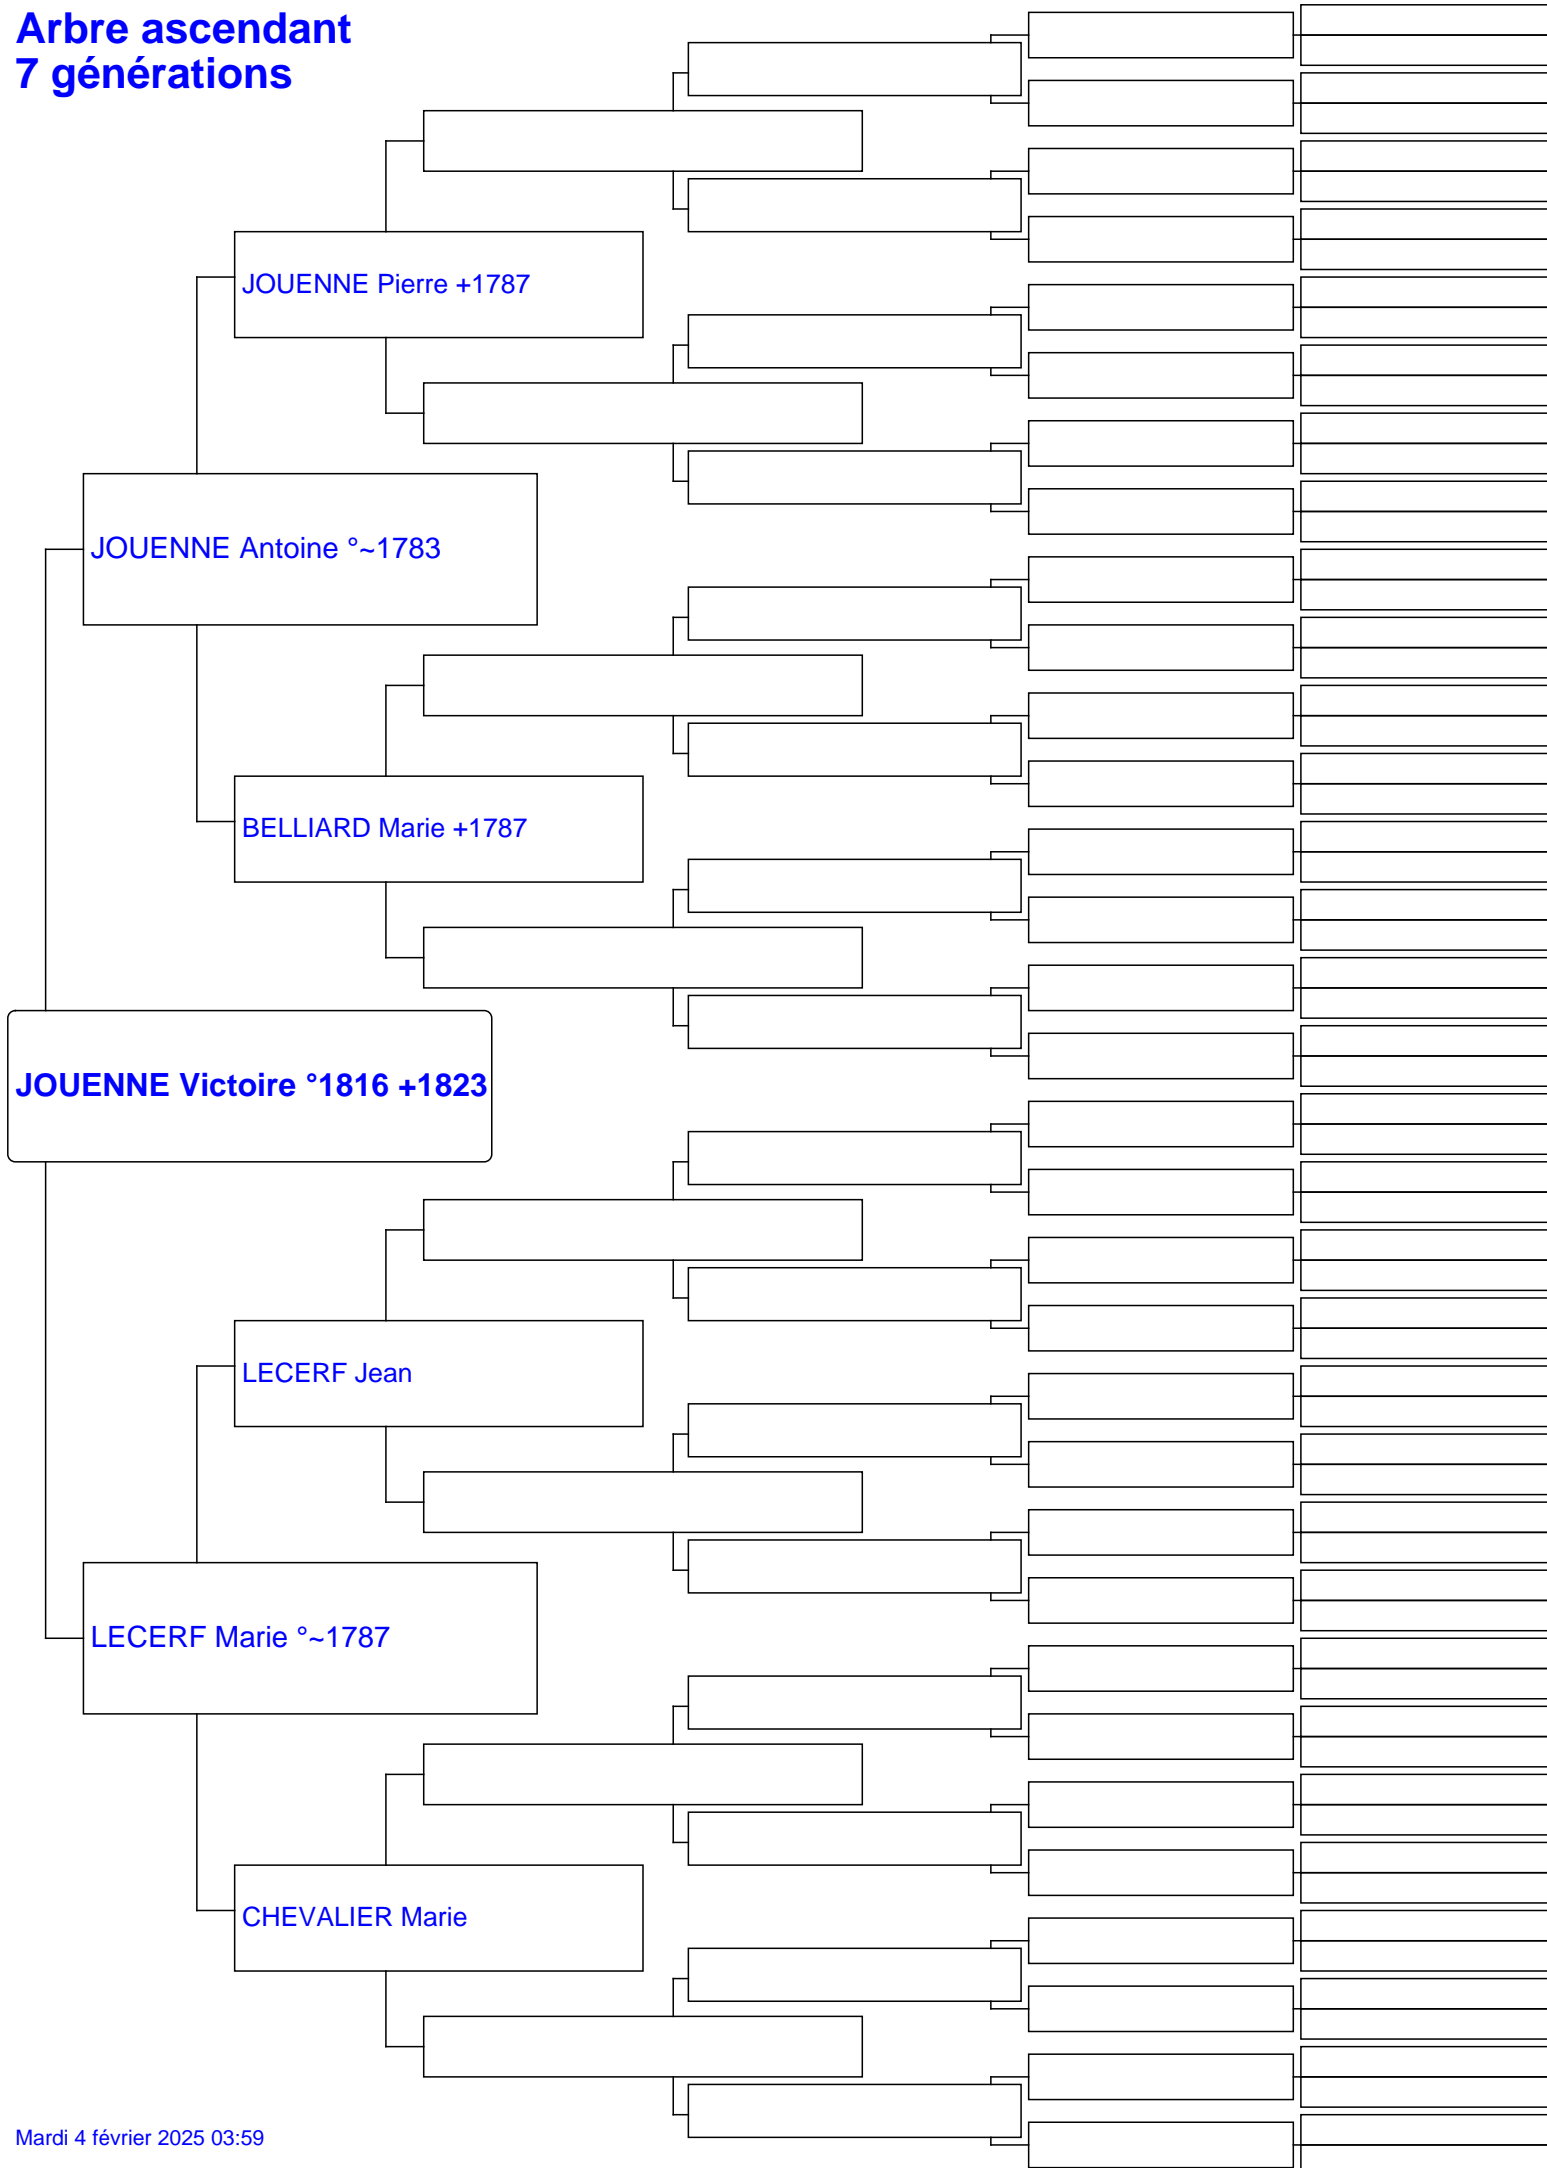 Arbre ascendant
7 générations
JOUENNE Pierre +1787
JOUENNE Antoine °~1783
BELLIARD Marie +1787
JOUENNE Victoire °1816 +1823
LECERF Jean
LECERF Marie °~1787
CHEVALIER Marie
Mardi 4 février 2025 03:59